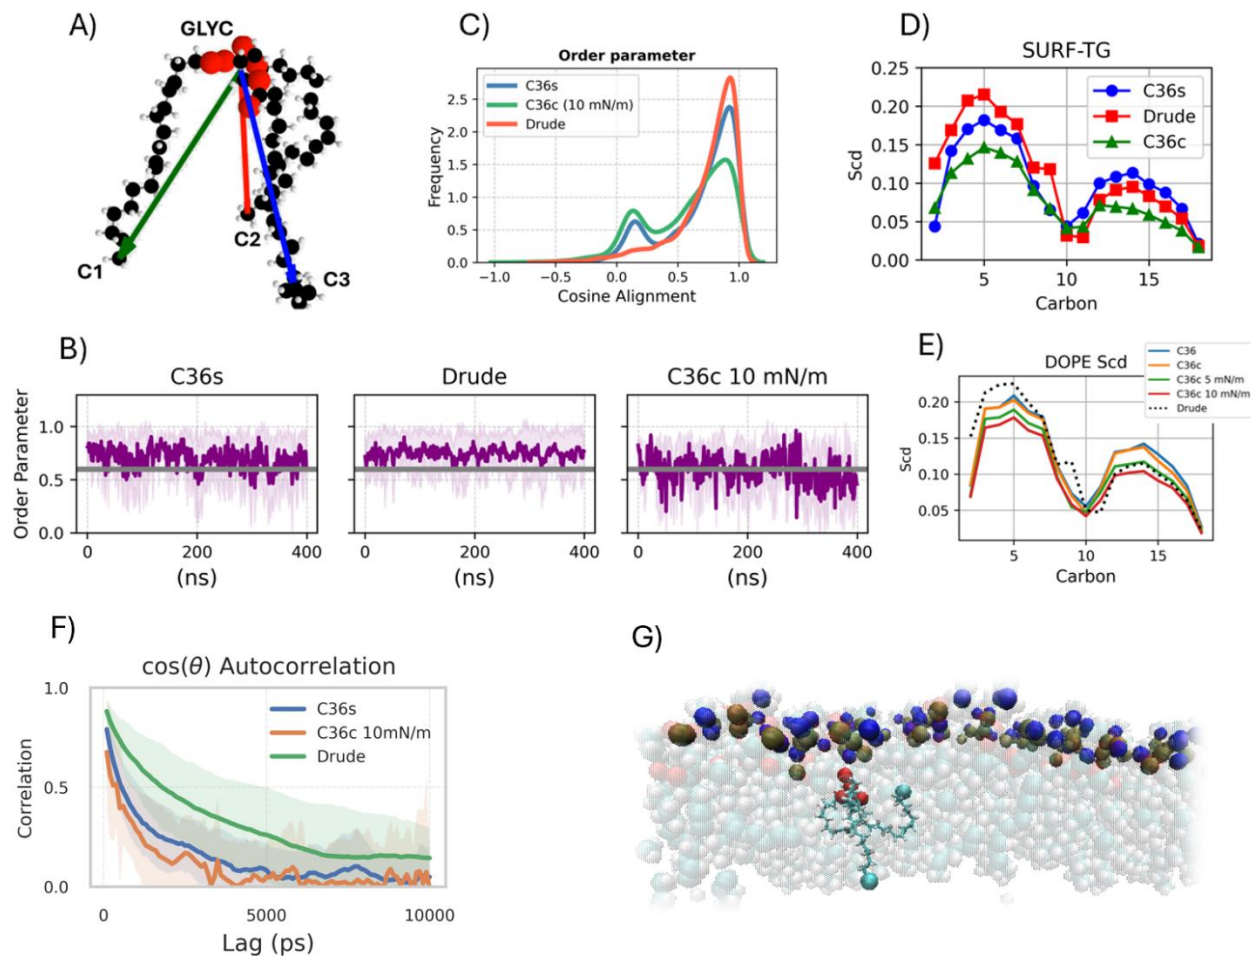 A)
GLYC
C1
C2
C3
C)
Order parameter
C36s
C36c (10 mN/m)
Drude
Frequency
2.5
2.0
1.5
1.0
0.5
0.0
−1.0
−0.5
0.0
0.5
1.0
Cosine Alignment
D)
SURF-TG
C36s
Drude
C36c
Scd
0.25
0.20
0.15
0.10
0.05
0.00
5
10
15
Carbon
B)
C36s
Drude
C36c 10 mN/m
Order Parameter
1.0
0.5
0.0
0
200
400
(ns)
0
200
400
(ns)
0
200
400
(ns)
E)
DOPE Scd
C36
C36c
C36c 5 mN/m
C36c 10 mN/m
Drude
Scd
0.20
0.15
0.10
0.05
5
10
15
Carbon
F)
cos(θ) Autocorrelation
C36s
C36c 10mN/m
Drude
Correlation
1.0
0.5
0.0
0
5000
10000
Lag (ps)
G)